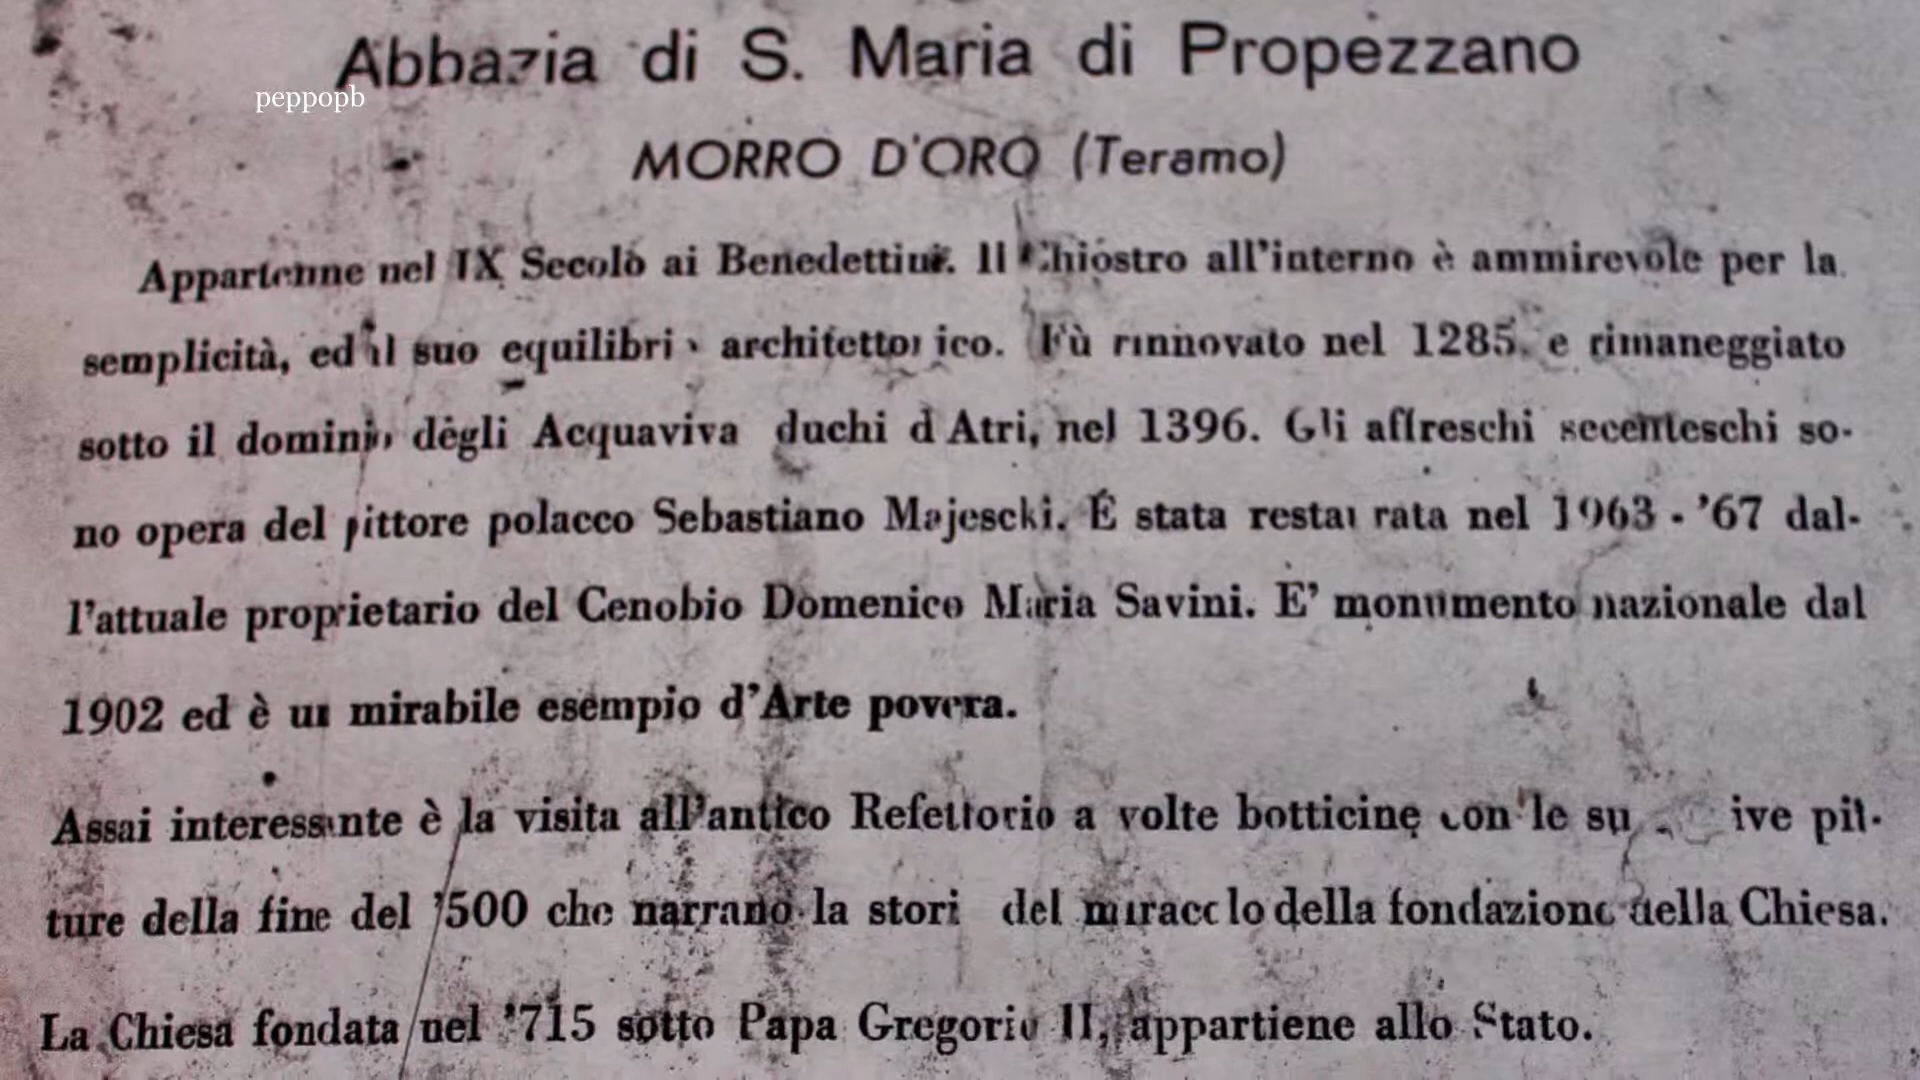 Abbazia di S. Maria di Propezzano
peppopb
MORRO D'ORO (Teramo)
Appartenne nel IX Secolo ai Benedettini. Il Chiostro all'interno è ammirevole per la
semplicità, ed il suo equilibrio architettonico. Fù rinnovato nel 1285 e rimaneggiato
sotto il dominio degli Acquaviva duchi d'Atri, nel 1396. Gli affreschi secenteschi so-
no opera del pittore polacco Sebastiano Majescki. È stata restaurata nel 1963 - '67 dal-
l'attuale proprietario del Cenobio Domenico Maria Savini. E' monumento nazionale dal
1902 ed è un mirabile esempio d'Arte povera.
Assai interessante è la visita all'antico Refettorio a volte botticine con le pit-
ture della fine del '500 che narrano la storia del miracolo della fondazione della Chiesa.
La Chiesa fondata nel '715 sotto Papa Gregorio II, appartiene allo Stato.